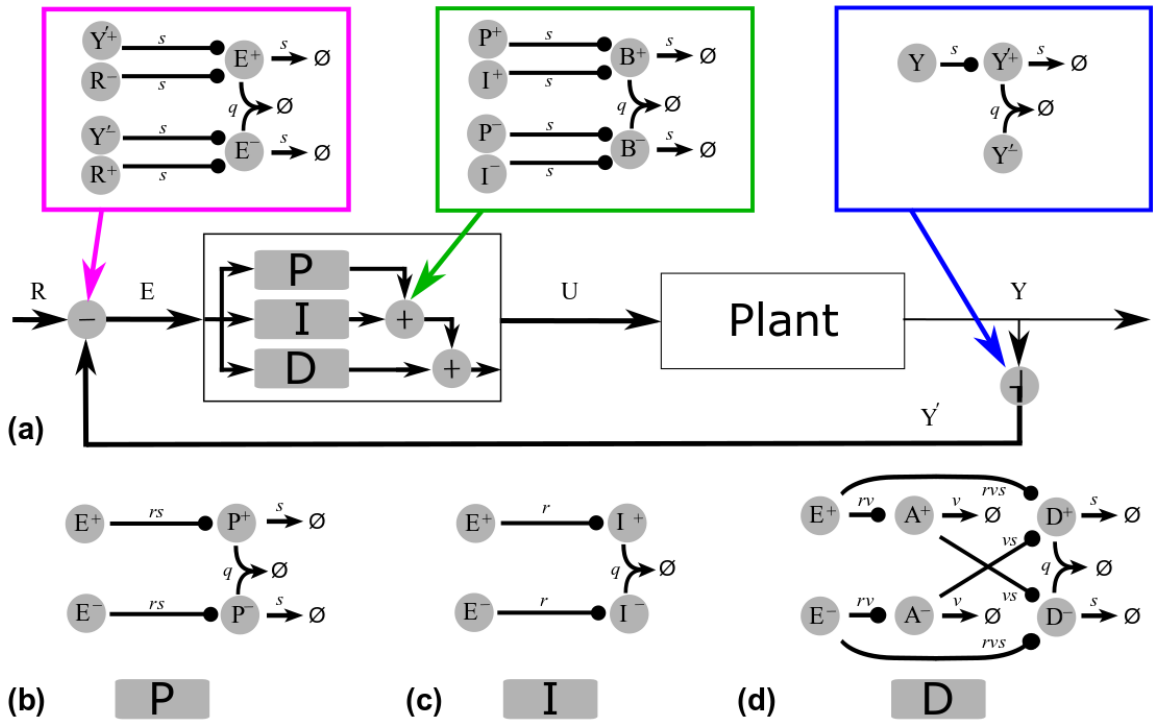 Y'+ s E+ s Ø
R− s
q Ø
Y'− s E− s Ø
R+ s
P+ s B+ s Ø
I+ s
q Ø
P− s B− s Ø
I− s
Y s Y'+ s Ø
q Ø
Y'−
R − E
P
I +
D +
U
Plant
Y
−
Y'
(a)
E+ rs P+ s Ø
q Ø
E− rs P− s Ø
(b) P
E+ r I+
q Ø
E− r I−
(c) I
rvs
E+ rv A+ v Ø D+ s Ø
vs
q Ø
vs
E− rv A− v Ø D− s Ø
rvs
(d) D